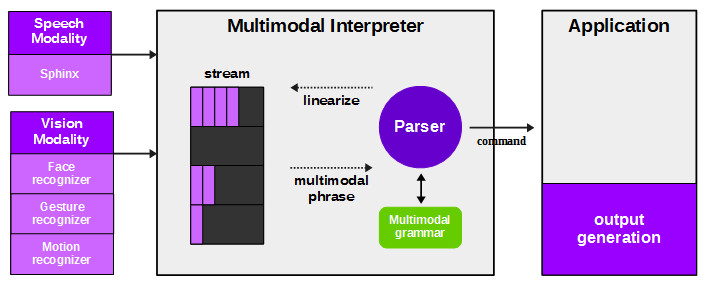 Speech
Modality
Sphinx
Vision
Modality
Face
recognizer
Gesture
recognizer
Motion
recognizer
Multimodal Interpreter
stream
linearize
multimodal
phrase
Parser
Multimodal
grammar
command
Application
output
generation